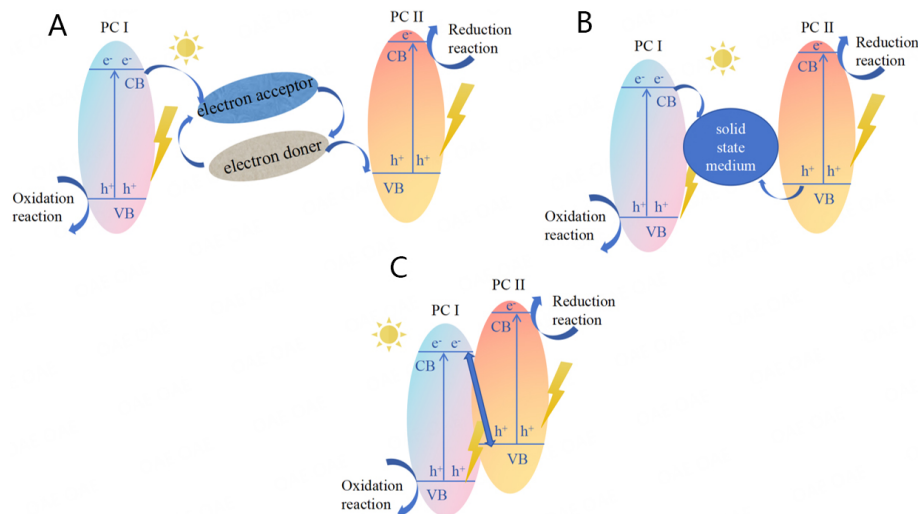 A
PC I
e⁻ e⁻
CB
h⁺ h⁺
VB
Oxidation
reaction
electron acceptor
electron doner
PC II
e⁻
CB
Reduction
reaction
h⁺ h⁺
VB
B
PC I
e⁻ e⁻
CB
h⁺ h⁺
VB
Oxidation
reaction
solid
state
medium
PC II
e⁻
CB
Reduction
reaction
h⁺ h⁺
VB
C
PC I
e⁻ e⁻
CB
h⁺ h⁺
VB
Oxidation
reaction
PC II
e⁻
CB
Reduction
reaction
h⁺ h⁺
VB